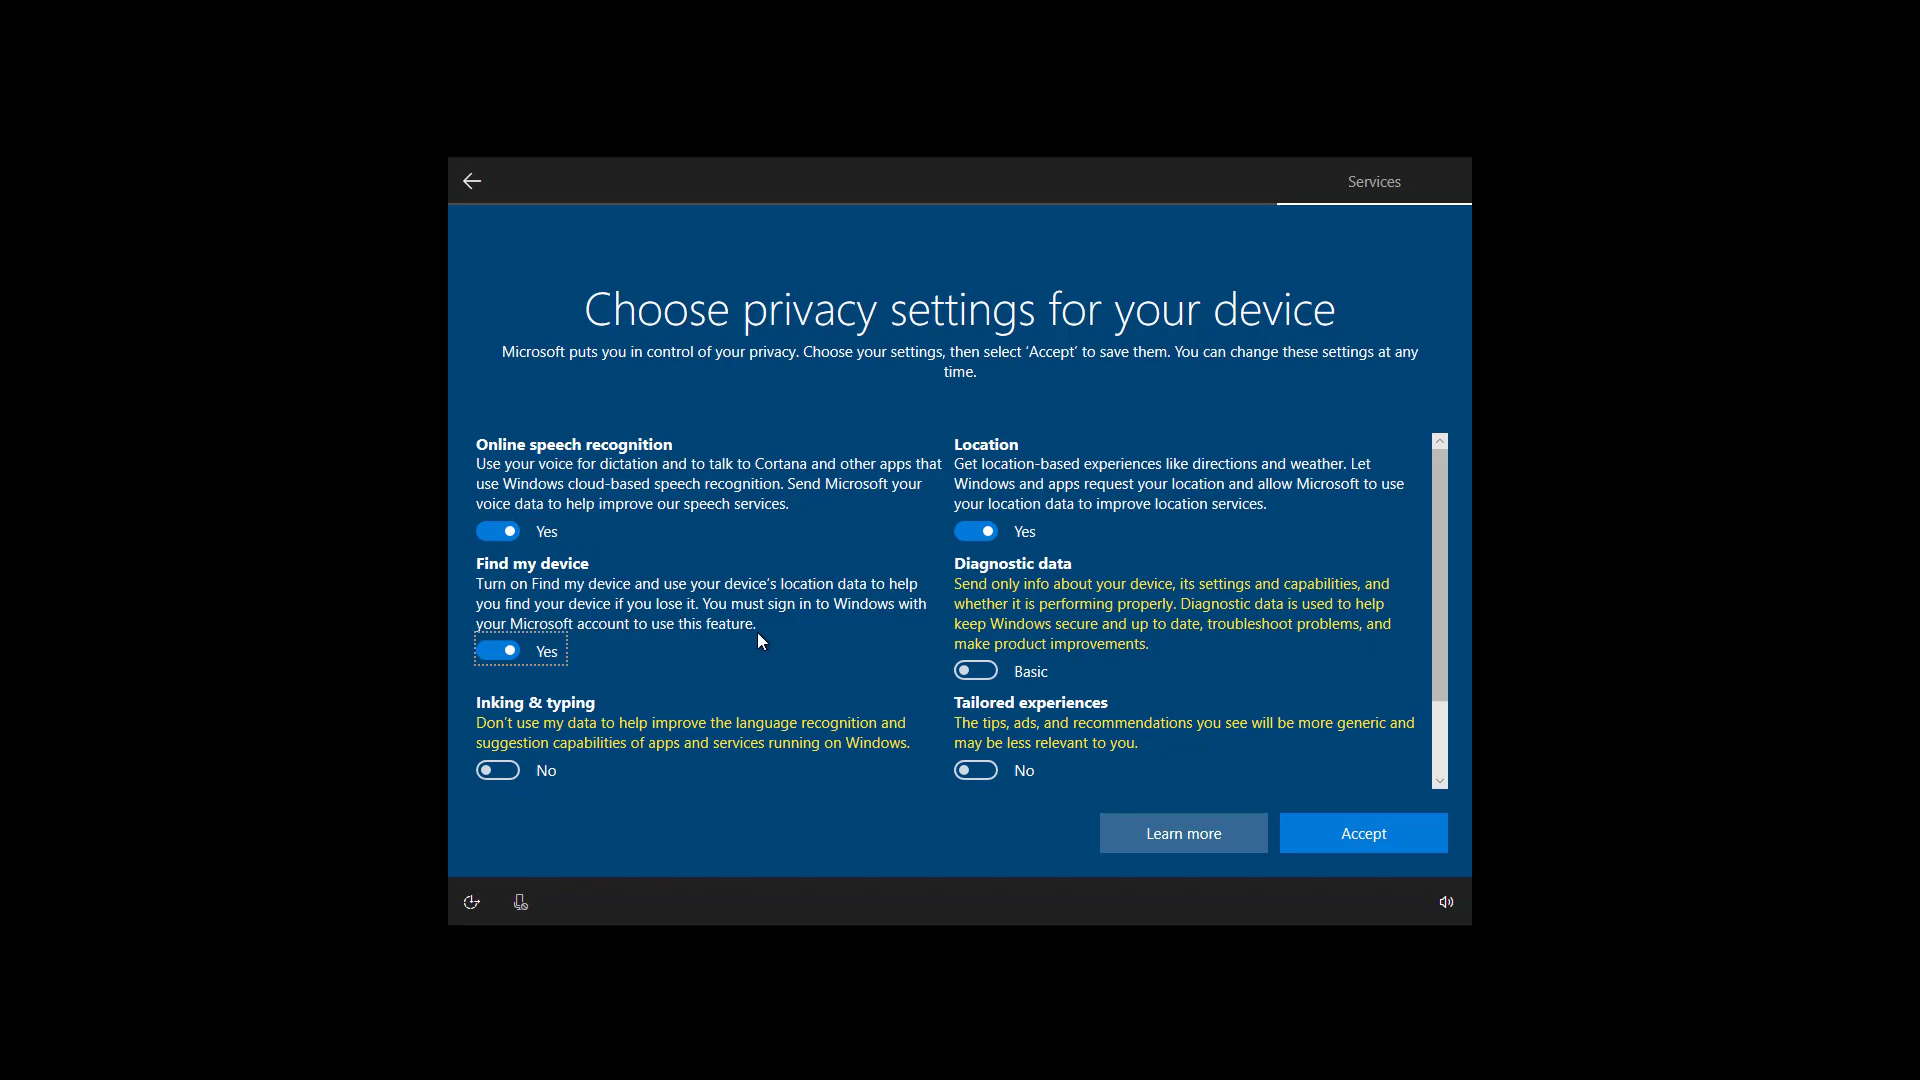 Services
Choose privacy settings for your device
Microsoft puts you in control of your privacy. Choose your settings, then select ‘Accept’ to save them. You can change these settings at any
time.
Online speech recognition
Use your voice for dictation and to talk to Cortana and other apps that
use Windows cloud-based speech recognition. Send Microsoft your
voice data to help improve our speech services.
Yes
Location
Get location-based experiences like directions and weather. Let
Windows and apps request your location and allow Microsoft to use
your location data to improve location services.
Yes
Find my device
Turn on Find my device and use your device’s location data to help
you find your device if you lose it. You must sign in to Windows with
your Microsoft account to use this feature.
Yes
Diagnostic data
Send only info about your device, its settings and capabilities, and
whether it is performing properly. Diagnostic data is used to help
keep Windows secure and up to date, troubleshoot problems, and
make product improvements.
Basic
Inking & typing
Don’t use my data to help improve the language recognition and
suggestion capabilities of apps and services running on Windows.
No
Tailored experiences
The tips, ads, and recommendations you see will be more generic and
may be less relevant to you.
No
Learn more
Accept